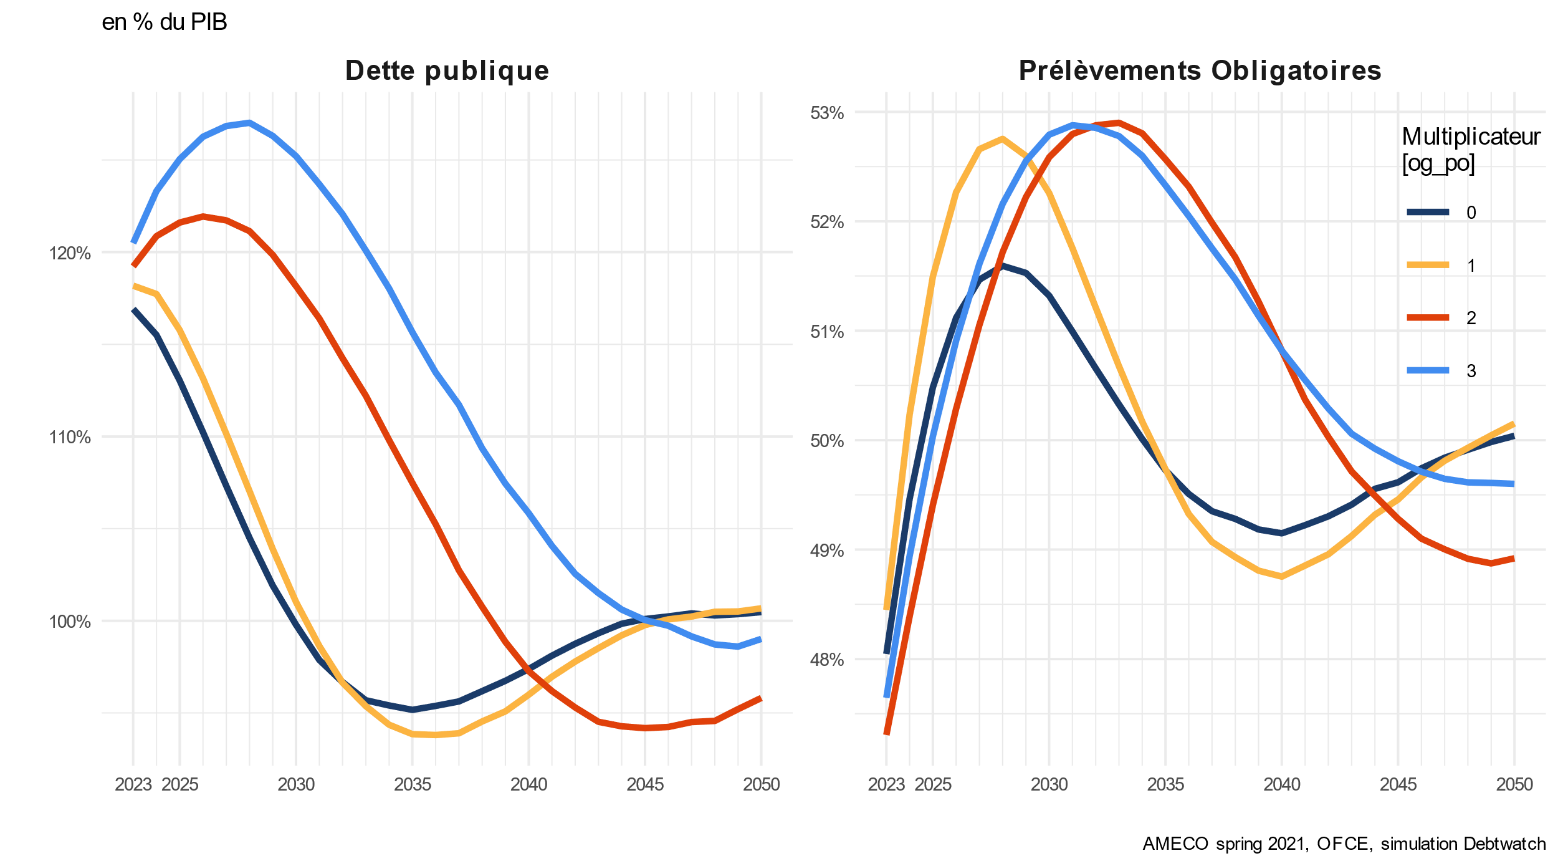 en % du PIB
Dette publique
120%
110%
100%
2023 2025 2030 2035 2040 2045 2050
Prélèvements Obligatoires
53%
52%
51%
50%
49%
48%
2023 2025 2030 2035 2040 2045 2050
Multiplicateur
[og_po]
0
1
2
3
AMECO spring 2021, OFCE, simulation Debtwatch